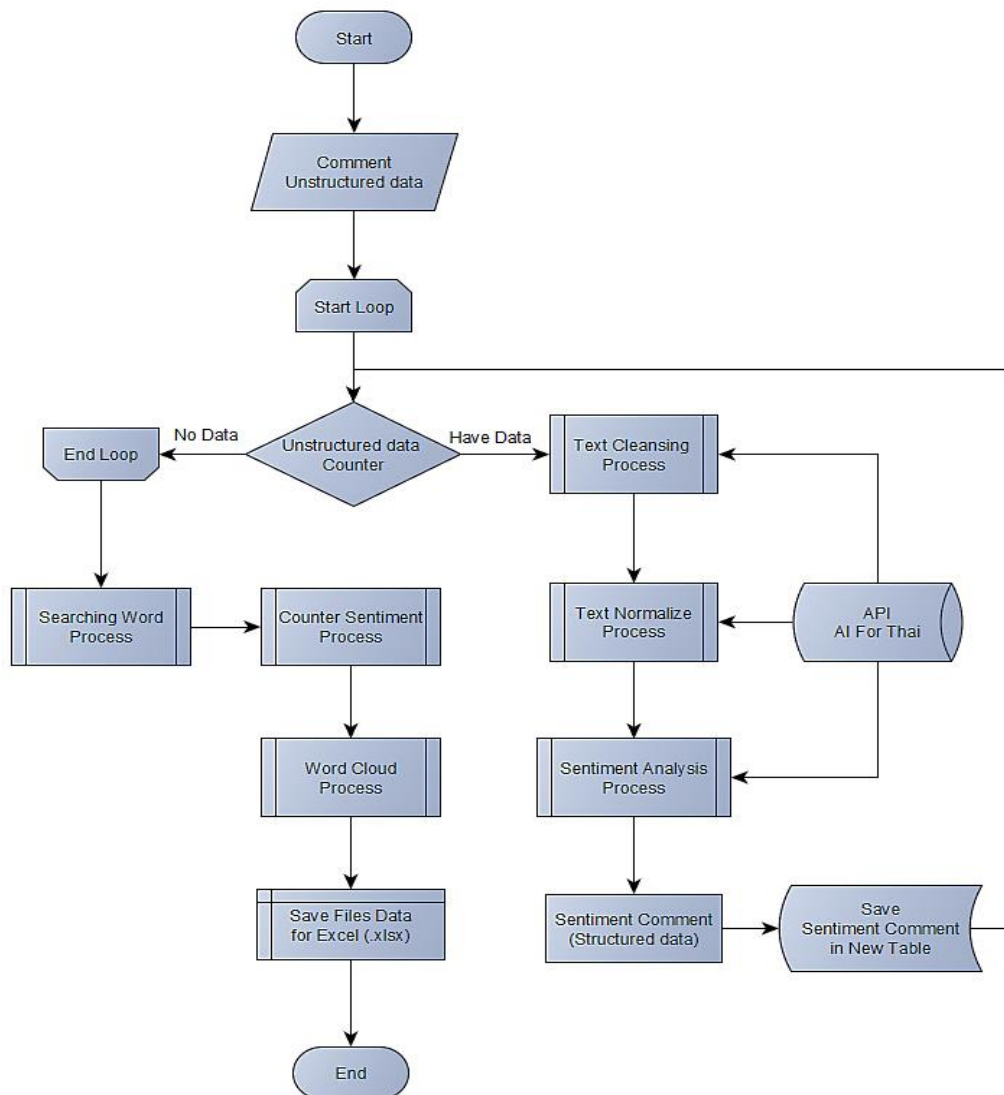 Start
Comment
Unstructured data
Start Loop
No Data
Unstructured data
Counter
Have Data
End Loop
Text Cleansing
Process
Searching Word
Process
Counter Sentiment
Process
Text Normalize
Process
API
AI For Thai
Word Cloud
Process
Sentiment Analysis
Process
Save Files Data
for Excel (.xlsx)
Sentiment Comment
(Structured data)
Save
Sentiment Comment
in New Table
End